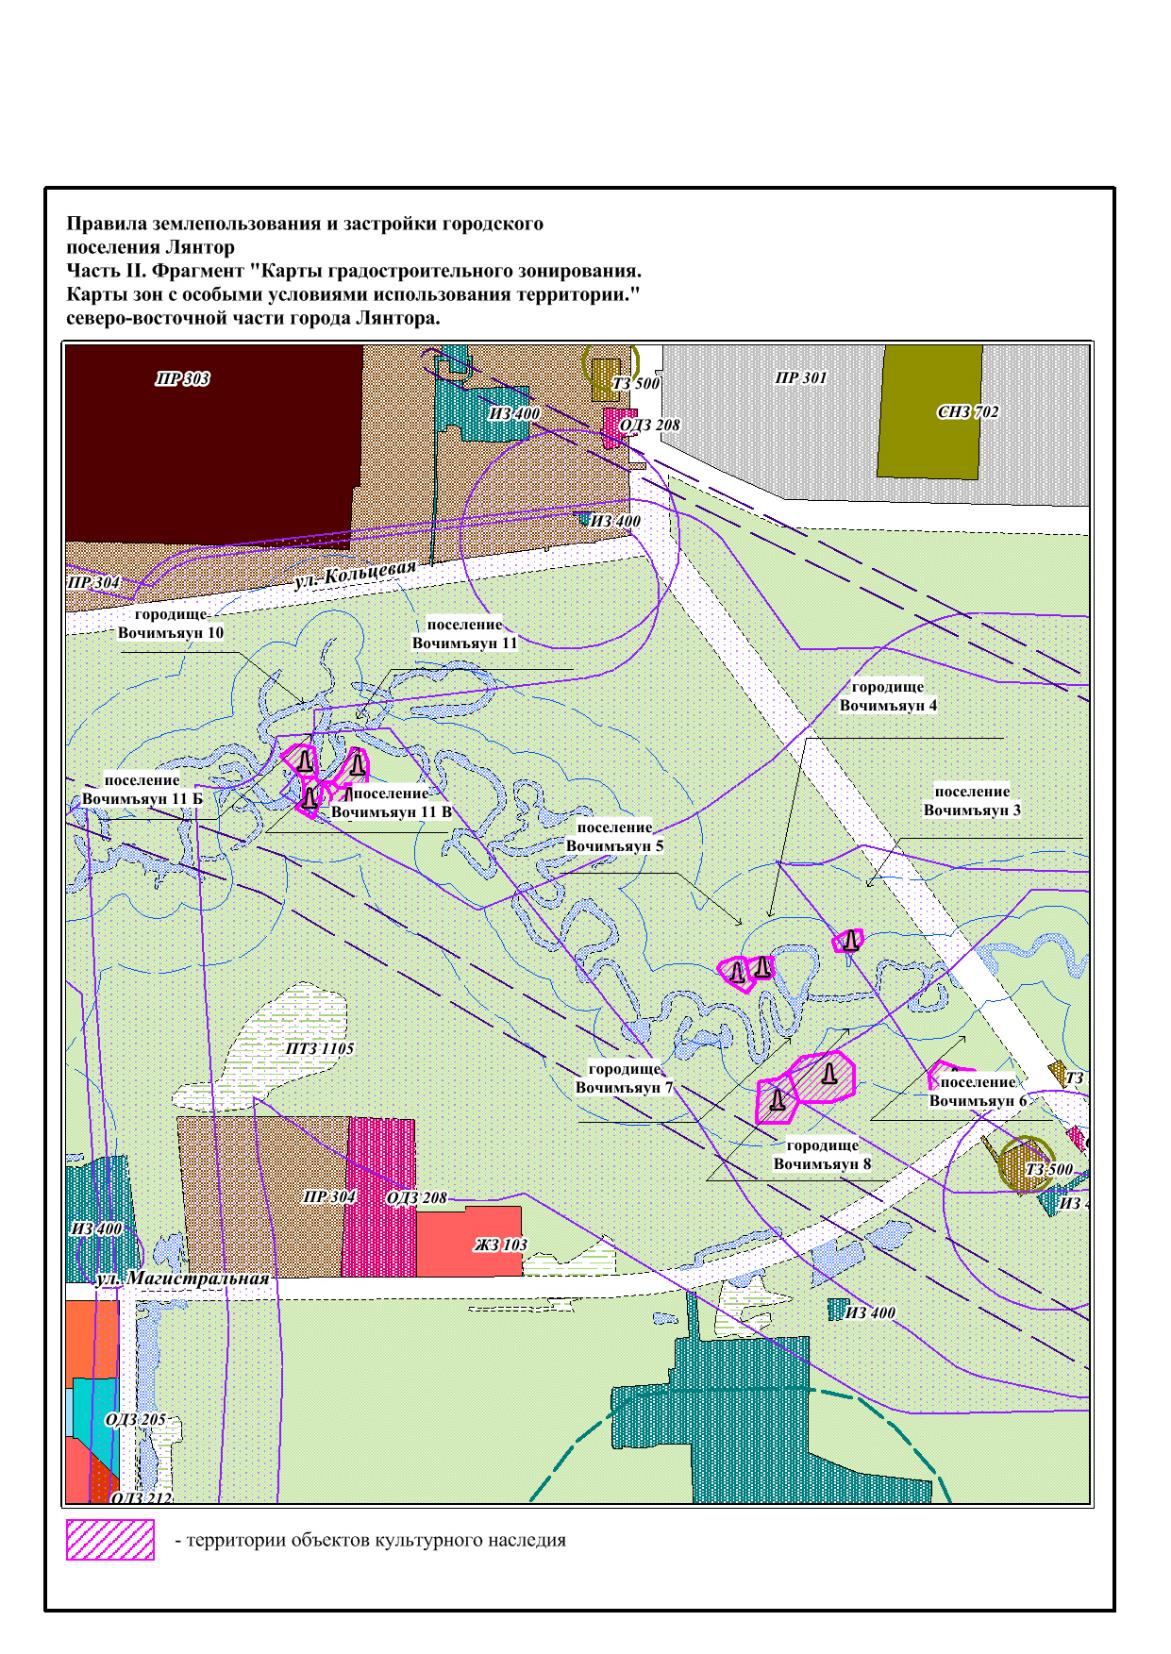 Правила землепользования и застройки городского
поселения Лянтор
Часть II. Фрагмент "Карты градостроительного зонирования.
Карты зон с особыми условиями использования территории."
северо-восточной части города Лянтора.
ПР 303
ТЗ 500
ПР 301
ИЗ 400
ОДЗ 208
СНЗ 702
ИЗ 400
ПР 304
ул. Кольцевая
городище
Вочимъяун 10
поселение
Вочимъяун 11
городище
Вочимъяун 4
поселение
Вочимъяун 11 Б
поселение
Вочимъяун 11 В
поселение
Вочимъяун 3
поселение
Вочимъяун 5
ПТЗ 1105
городище
Вочимъяун 7
поселение
Вочимъяун 6
ТЗ
городище
Вочимъяун 8
ТЗ 500
ПР 304
ОДЗ 208
ИЗ 4
ИЗ 400
ЖЗ 103
ул. Магистральная
ИЗ 400
ОДЗ 205
ОДЗ 212
- территории объектов культурного наследия